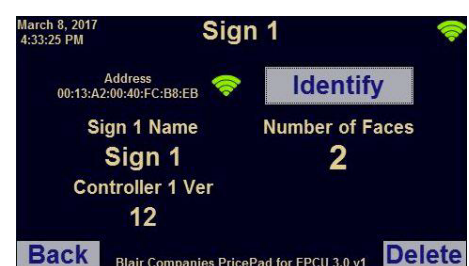 March 8, 2017
4:33:25 PM
Sign 1
Address
00:13:A2:00:40:FC:B8:EB
Identify
Sign 1 Name
Number of Faces
Sign 1
2
Controller 1 Ver
12
Back
Blair Companies PricePad for EPCU 3.0 v1
Delete